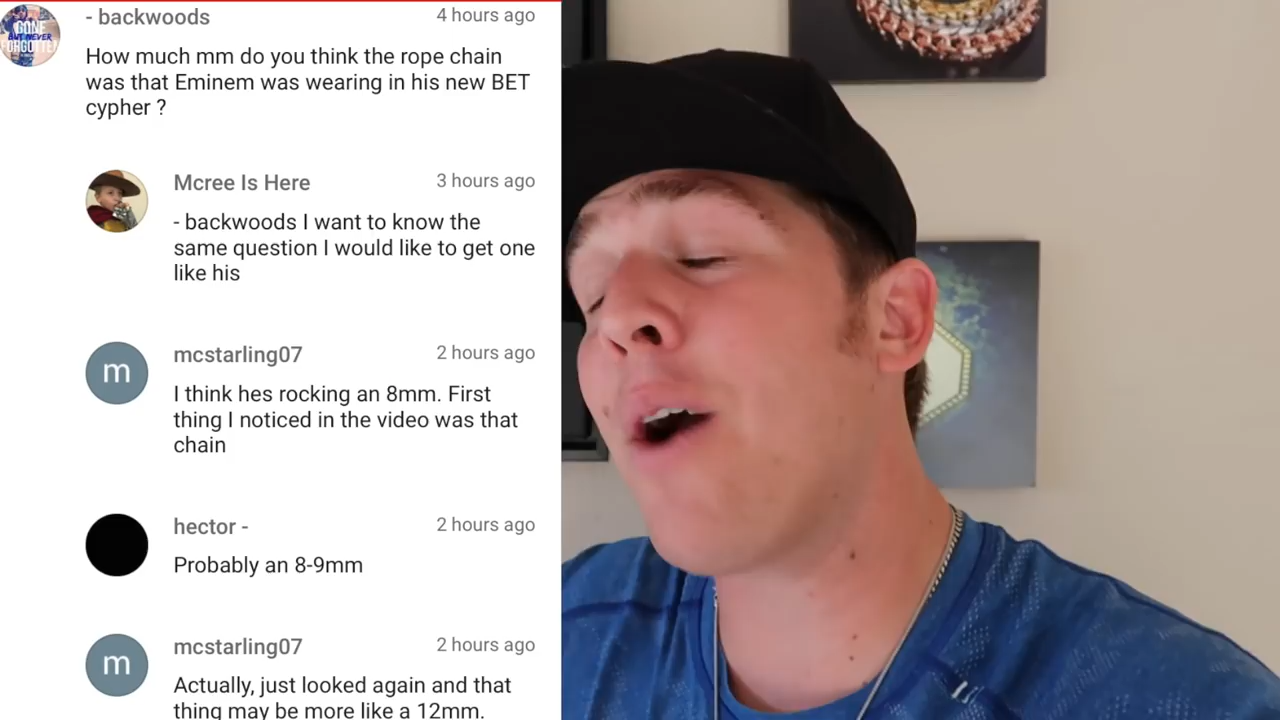 GONE
BUT NEVER
FORGOTTEN
- backwoods
4 hours ago
How much mm do you think the rope chain
was that Eminem was wearing in his new BET
cypher ?
Mcree Is Here
3 hours ago
- backwoods I want to know the
same question I would like to get one
like his
m
mcstarling07
2 hours ago
I think hes rocking an 8mm. First
thing I noticed in the video was that
chain
hector -
2 hours ago
Probably an 8-9mm
m
mcstarling07
2 hours ago
Actually, just looked again and that
thing may be more like a 12mm.